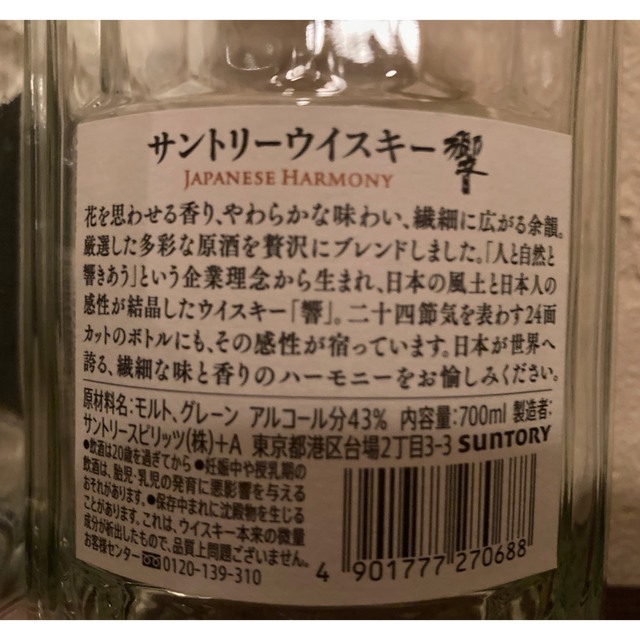 サントリーウイスキー 響
JAPANESE HARMONY
花を思わせる香り、やわらかな味わい、繊細に広がる余韻。
厳選した多彩な原酒を贅沢にブレンドしました。「人と自然と
響きあう」という企業理念から生まれ、日本の風土と日本人の
感性が結晶したウイスキー「響」。二十四節気を表わす24面
カットのボトルにも、その感性が宿っています。日本が世界へ
誇る、繊細な味と香りのハーモニーをお愉しみください。
原材料名:モルト、グレーン アルコール分43% 内容量:700ml 製造者:
サントリースピリッツ(株)+A 東京都港区台場2丁目3-3 SUNTORY
●飲酒は20歳を過ぎてから ●妊娠中や授乳期の
飲酒は、胎児・乳児の発育に悪影響を与える
おそれがあります。●保存中まれに沈殿物を生じる
ことがあります。これは、ウイスキー本来の微量
成分が析出したもので、品質上問題ございません。
お客様センター 0120-139-310
4 901777 270688